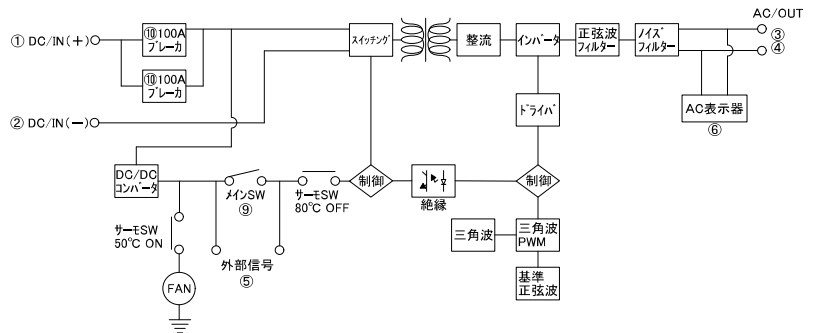 AC/OUT
① DC/IN(+)
⑩100A
ブレーカ
⑩100A
ブレーカ
スイッチング
整流
インバータ
正弦波
フィルター
ノイズ
フィルター
③
④
② DC/IN(-)
ドライバ
AC表示器
⑥
DC/DC
コンバータ
メインSW
⑨
サーモSW
80℃ OFF
制御
絶縁
制御
サーモSW
50℃ ON
外部信号
⑤
三角波
三角波
PWM
基準
正弦波
FAN